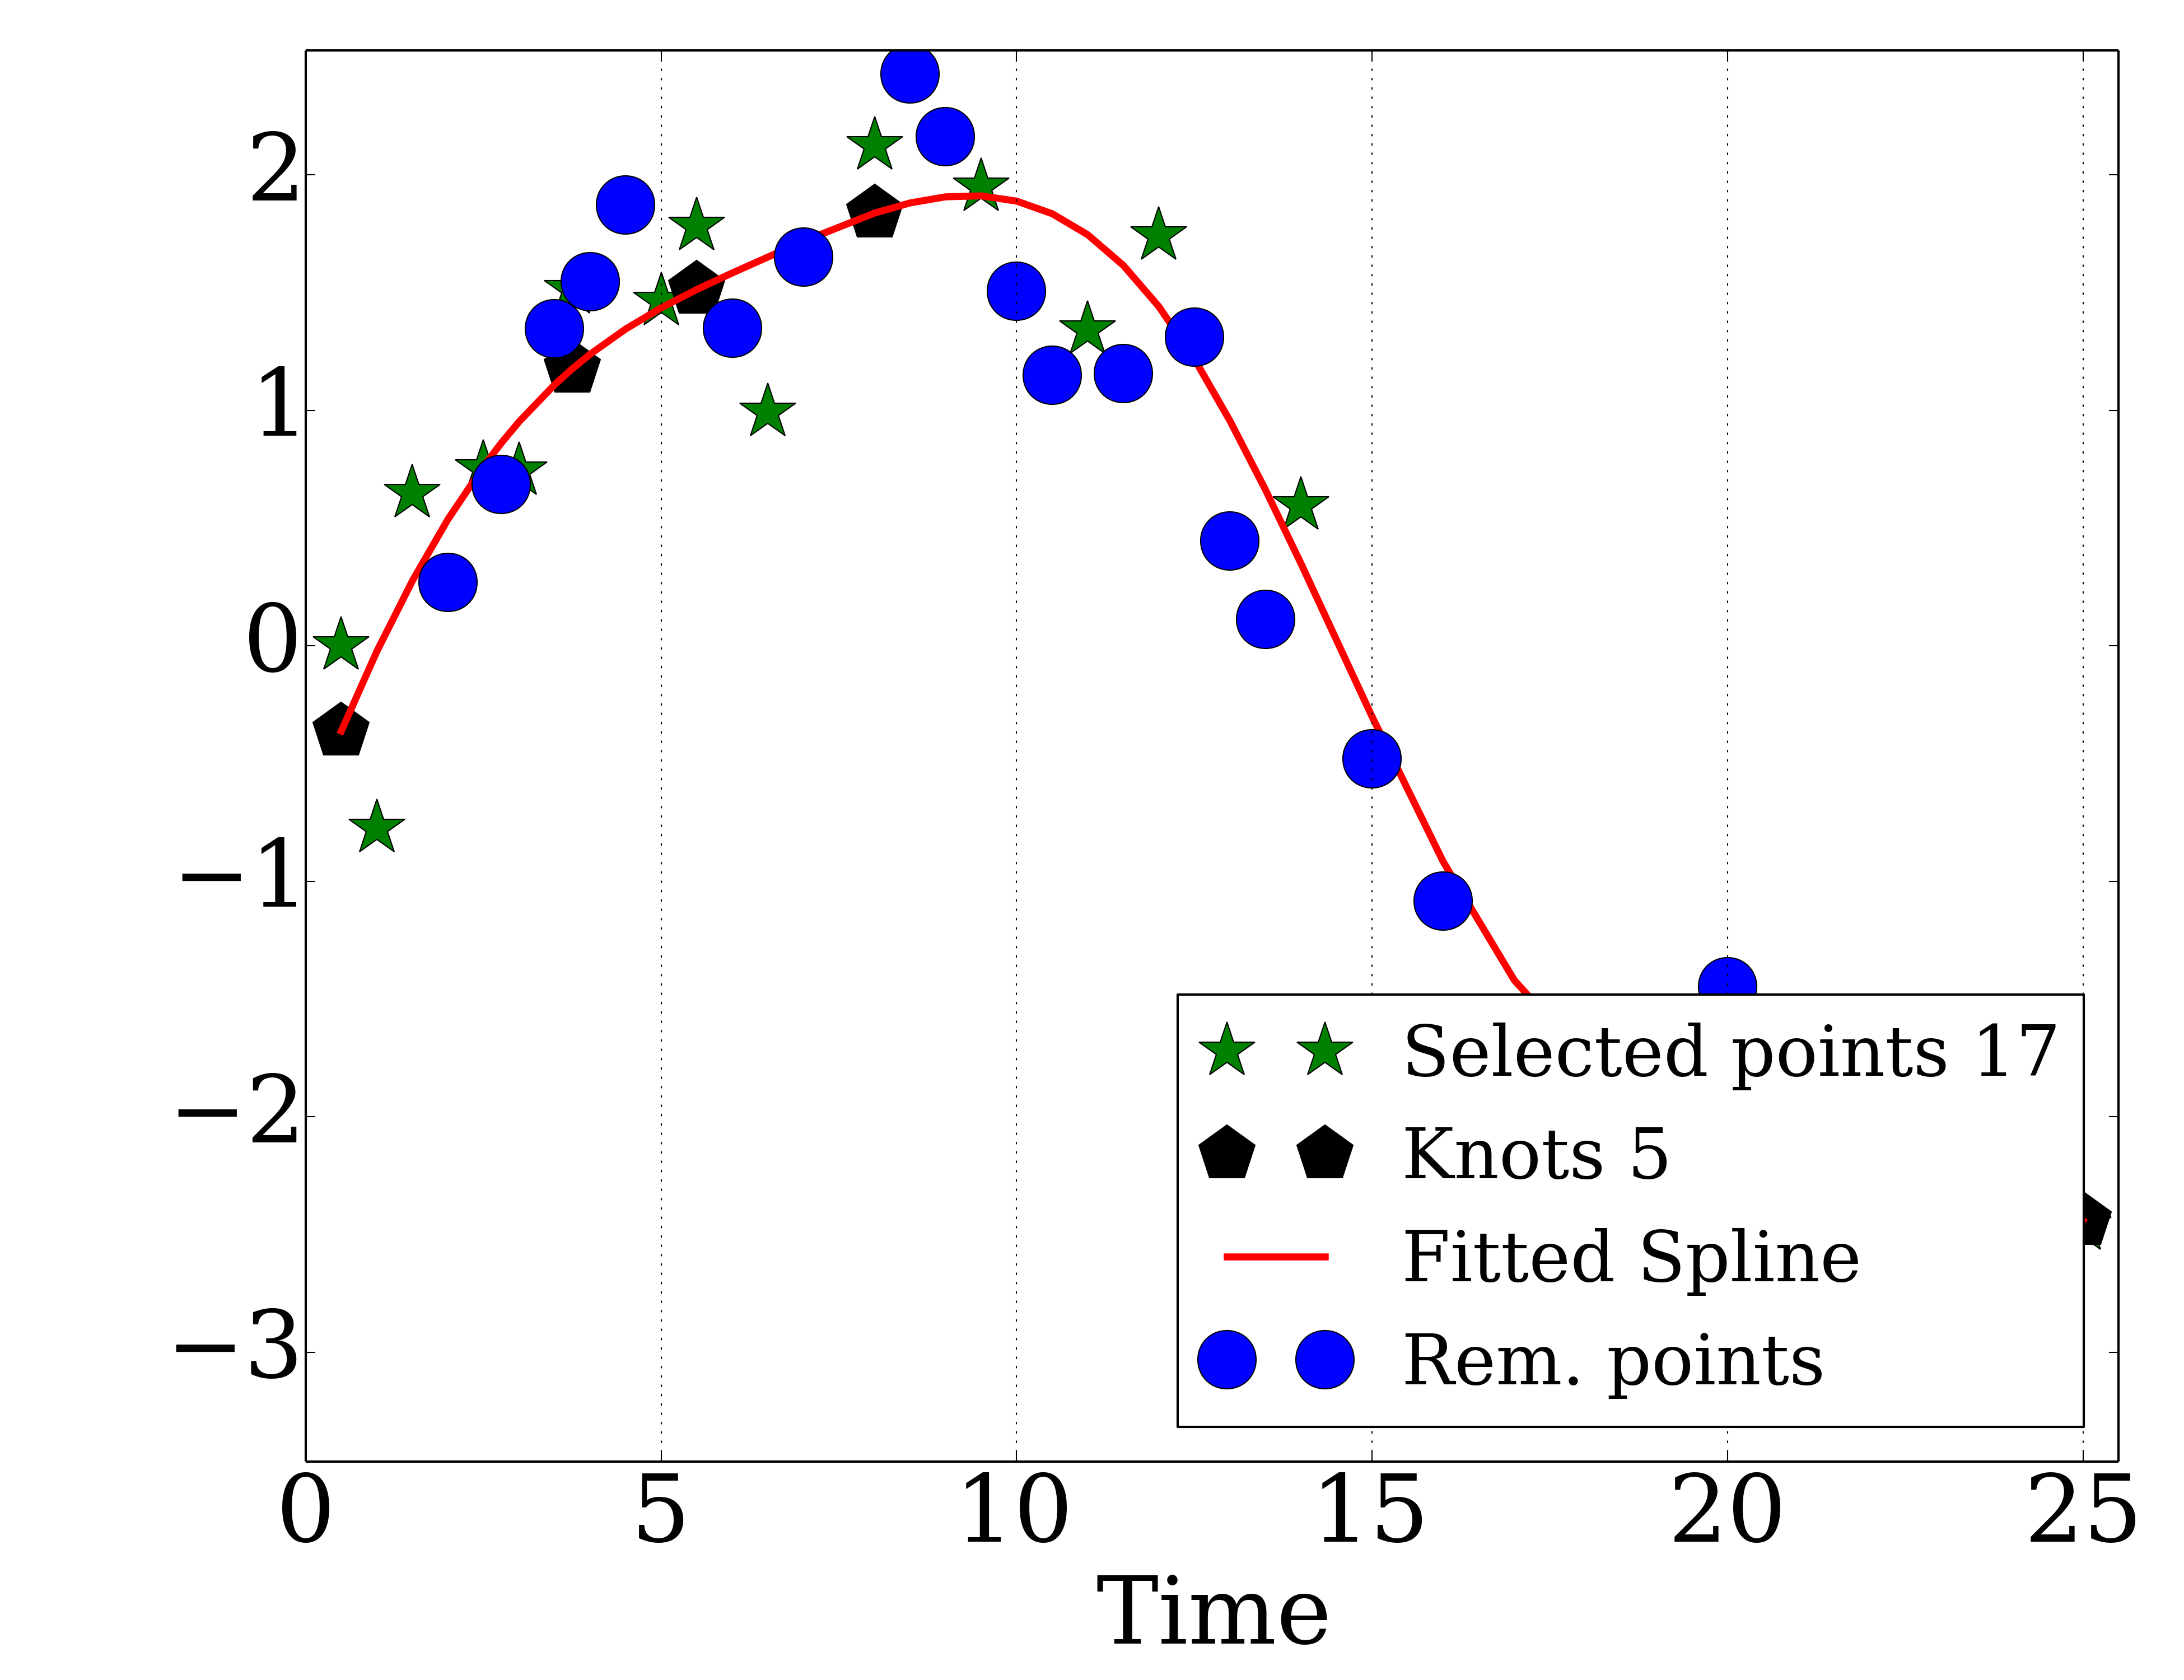 2
1
0
−1
−2
−3
Selected points 17
Knots 5
Fitted Spline
Rem. points
0 5 10 15 20 25
Time